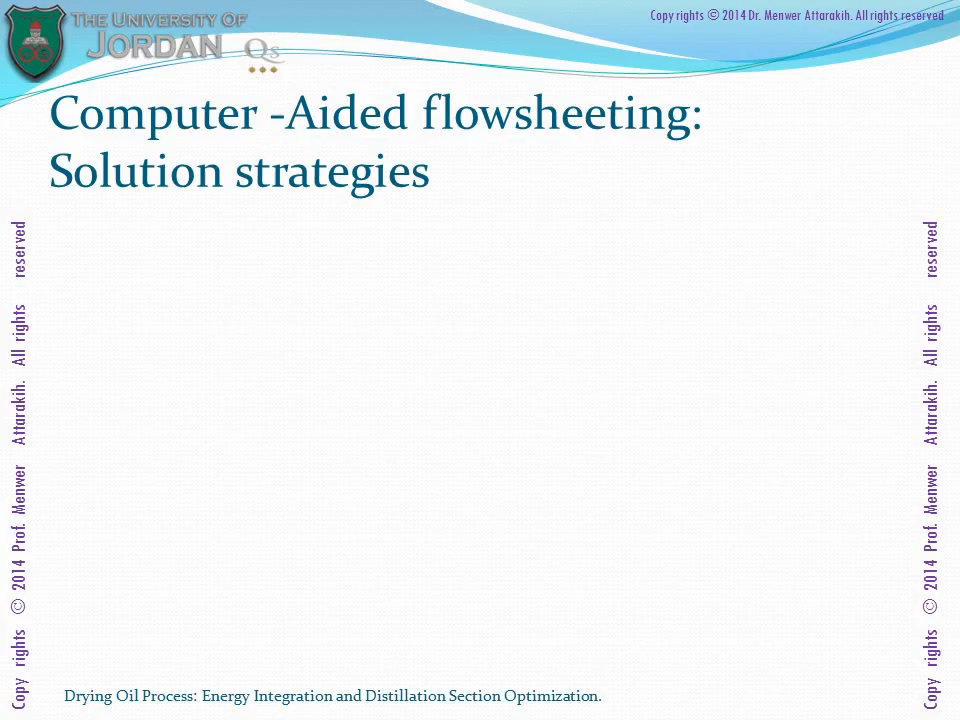 THE UNIVERSITY OF
JORDAN Qs
Copy rights © 2014 Dr. Menwer Attarakih. All rights reserved
Computer -Aided flowsheeting:
Solution strategies
Copy rights © 2014 Prof. Menwer Attarakih. All rights reserved
Copy rights © 2014 Prof. Menwer Attarakih. All rights reserved
Drying Oil Process: Energy Integration and Distillation Section Optimization.